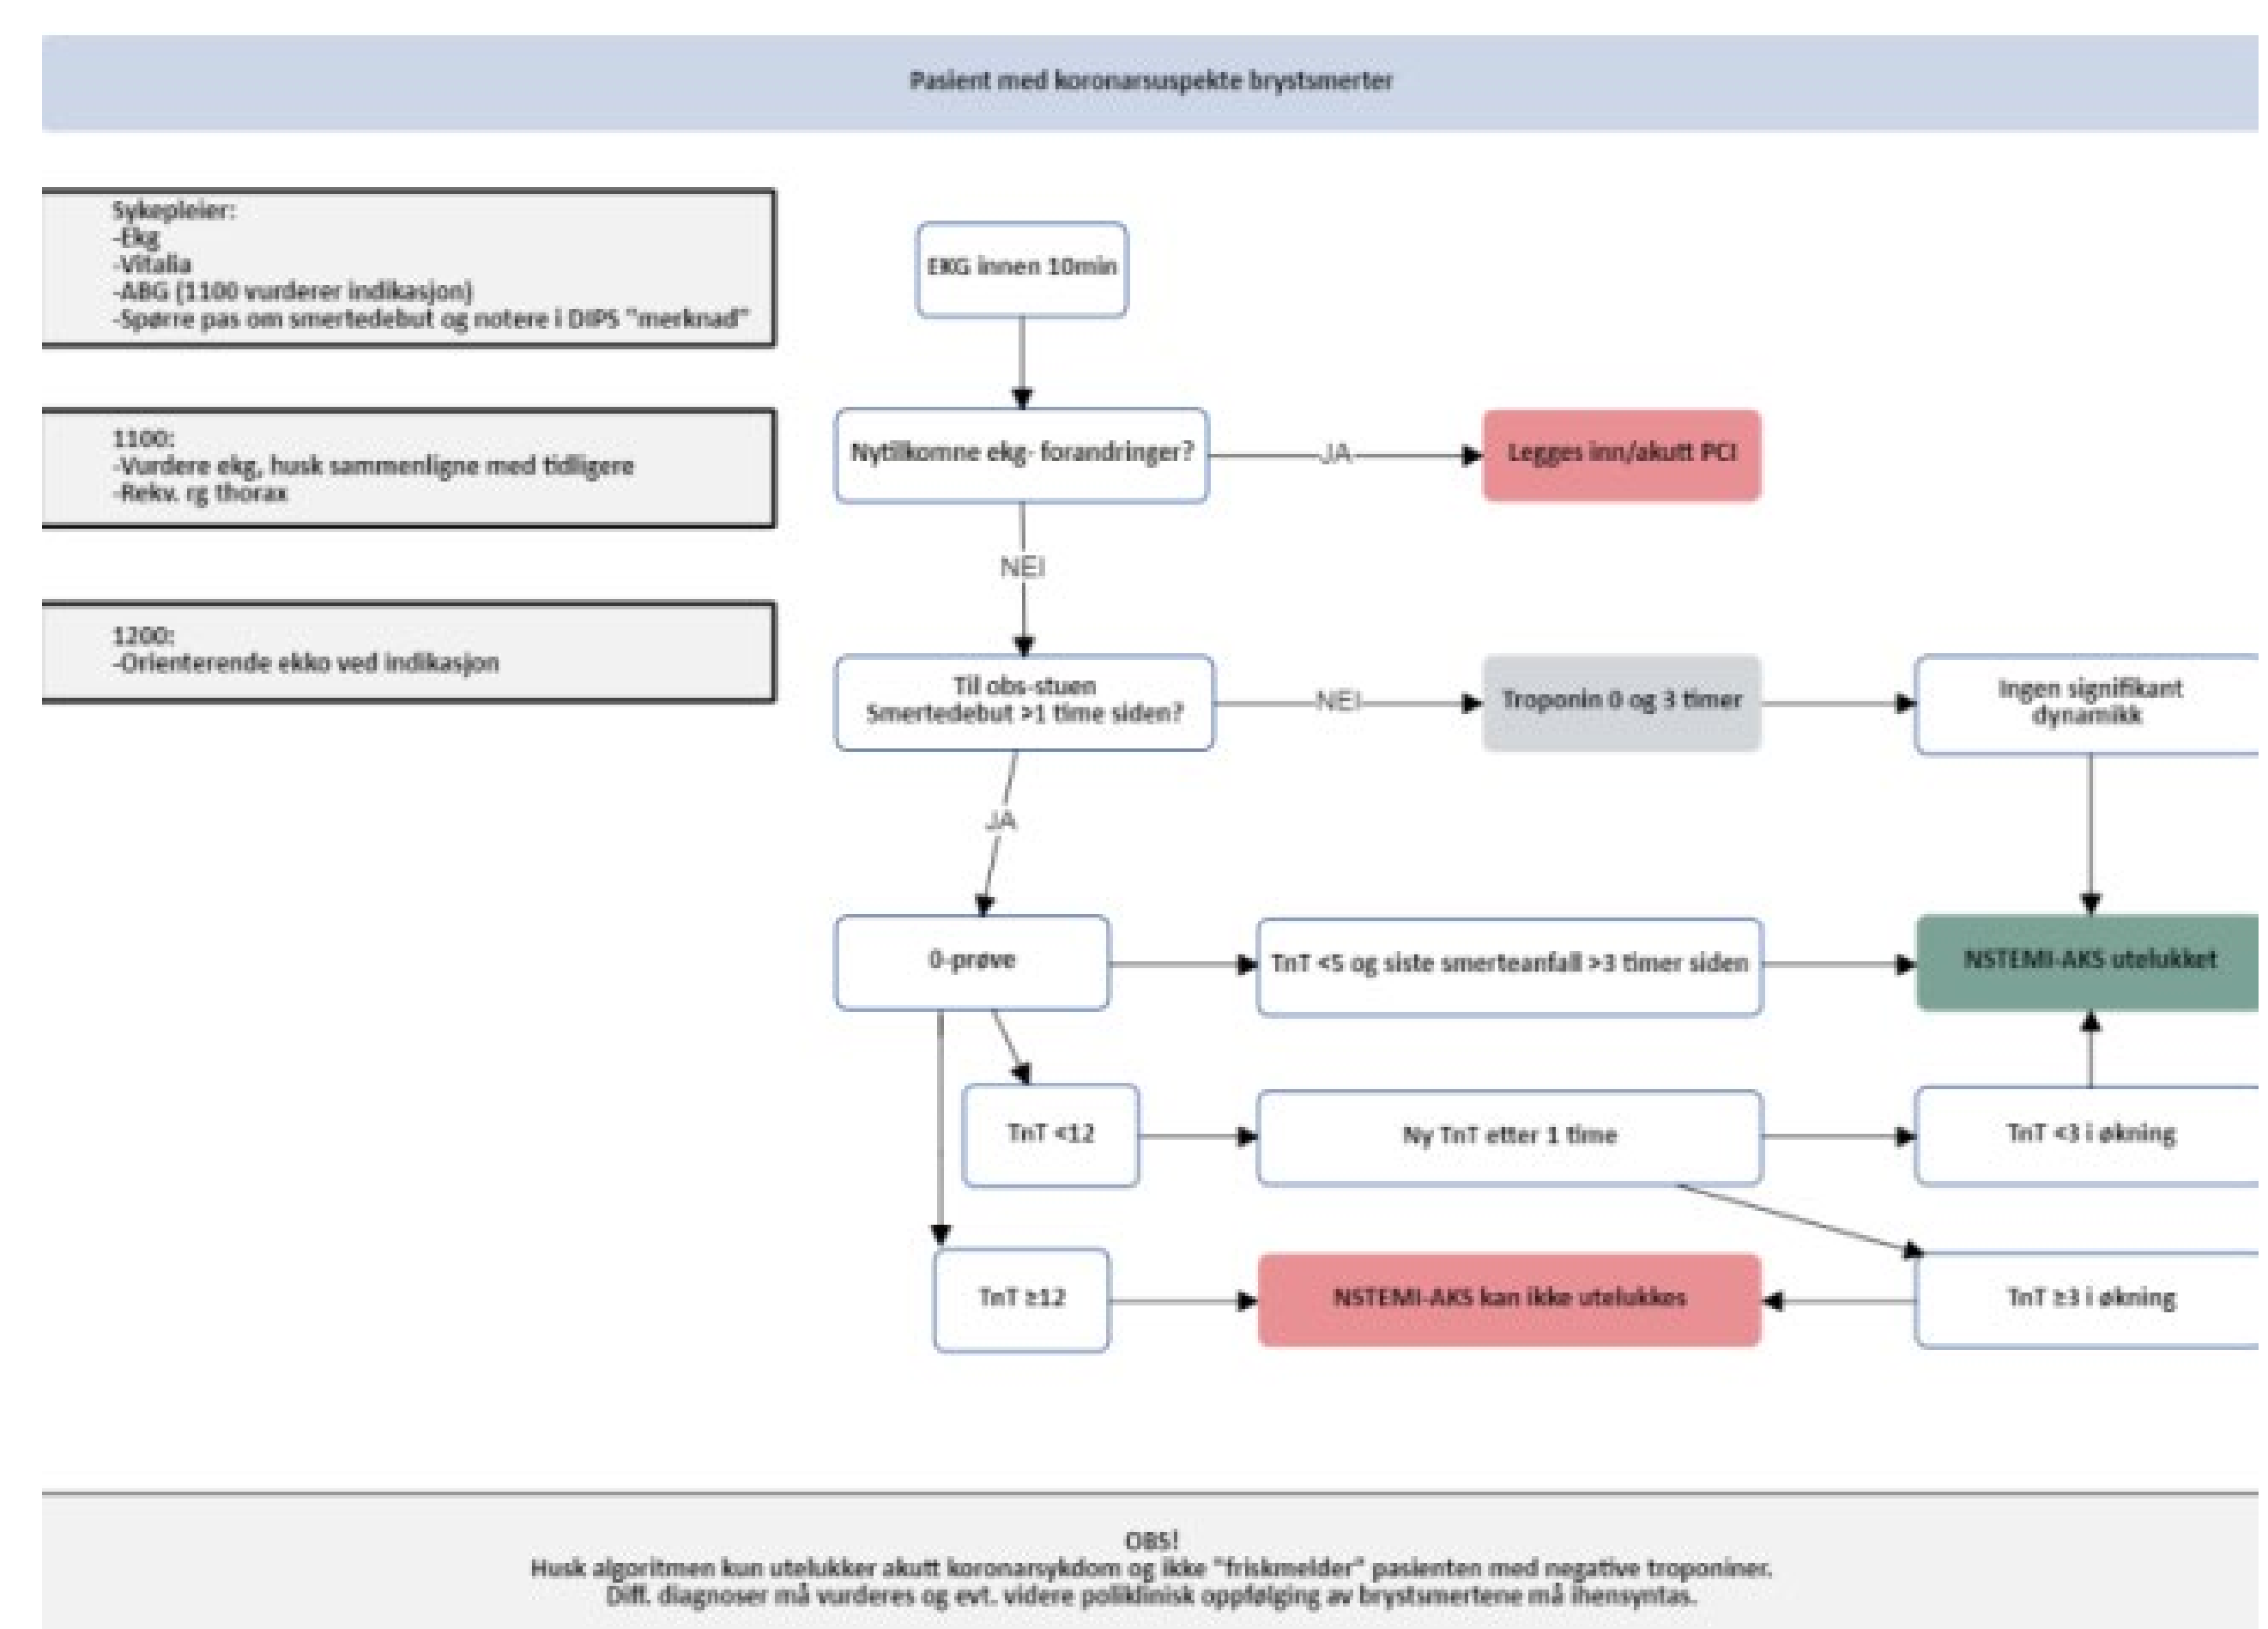 Pasient med koronarsuspekte brystsmerter
Sykepleier:
-Ekg
-Vitalia
-ABG (1100 vurderer indikasjon)
-Spørre pas om smertedebut og notere i DIPS "merknad"
1100:
-Vurdere ekg, husk sammenligne med tidligere
-Rekv. rg thorax
1200:
-Orienterende ekko ved indikasjon
EKG innen 10min
Nytilkomne ekg- forandringer?
JA
Legges inn/akutt PCI
NEI
Til obs-stuen
Smertedebut >1 time siden?
NEI
Troponin 0 og 3 timer
Ingen signifikant
dynamikk
JA
0-prøve
TnT <5 og siste smerteanfall >3 timer siden
NSTEMI-AKS utelukket
TnT <12
Ny TnT etter 1 time
TnT <3 i økning
TnT ≥12
NSTEMI-AKS kan ikke utelukkes
TnT ≥3 i økning
OBS!
Husk algoritmen kun utelukker akutt koronarsykdom og ikke "friskmelder" pasienten med negative troponiner.
Diff. diagnoser må vurderes og evt. videre poliklinisk oppfølging av brystsmertene må ihensyntas.